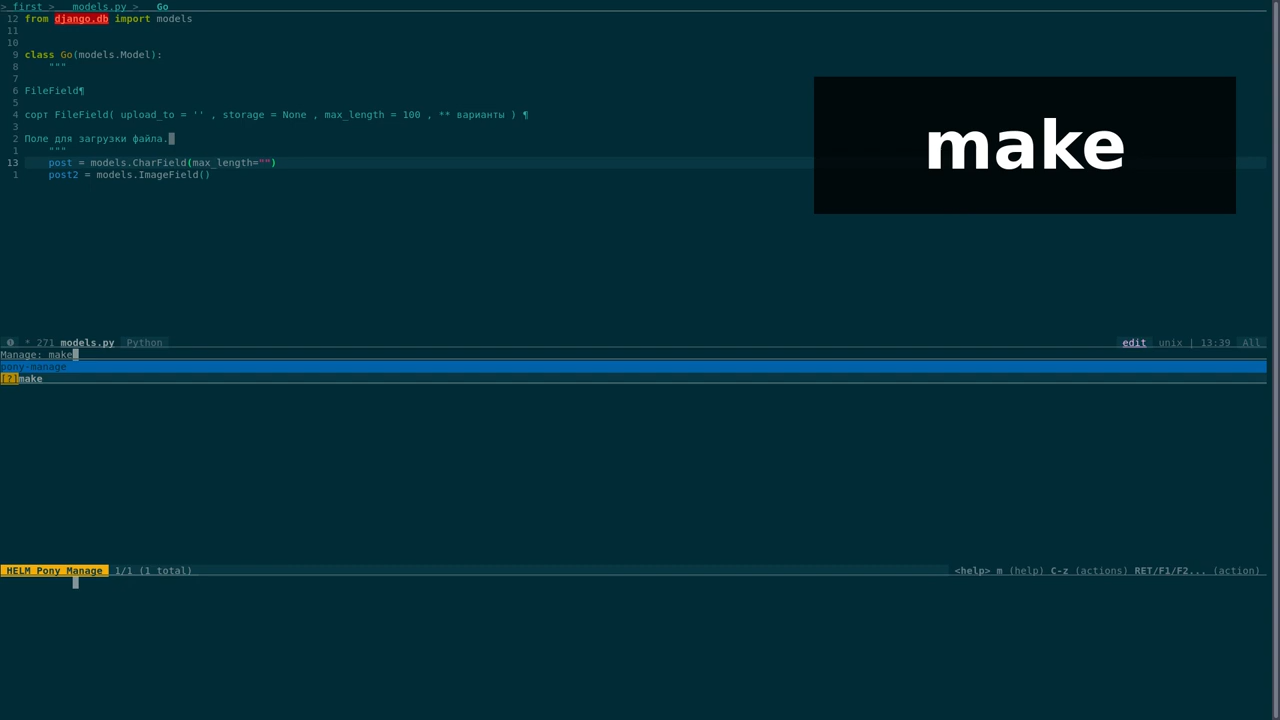 > first > models.py > Go
12 from django.db import models
11
10
9 class Go(models.Model):
8 """
7
6 FileField¶
5
4 сорт FileField( upload_to = '' , storage = None , max_length = 100 , ** варианты ) ¶
3
2 Поле для загрузки файла.
1 """
13 post = models.CharField(max_length="")
1 post2 = models.ImageField()
make
* 271 models.py Python edit unix | 13:39 All
Manage: make
pony-manage
[?]make
HELM Pony Manage 1/1 (1 total) <help> m (help) C-z (actions) RET/F1/F2... (action)